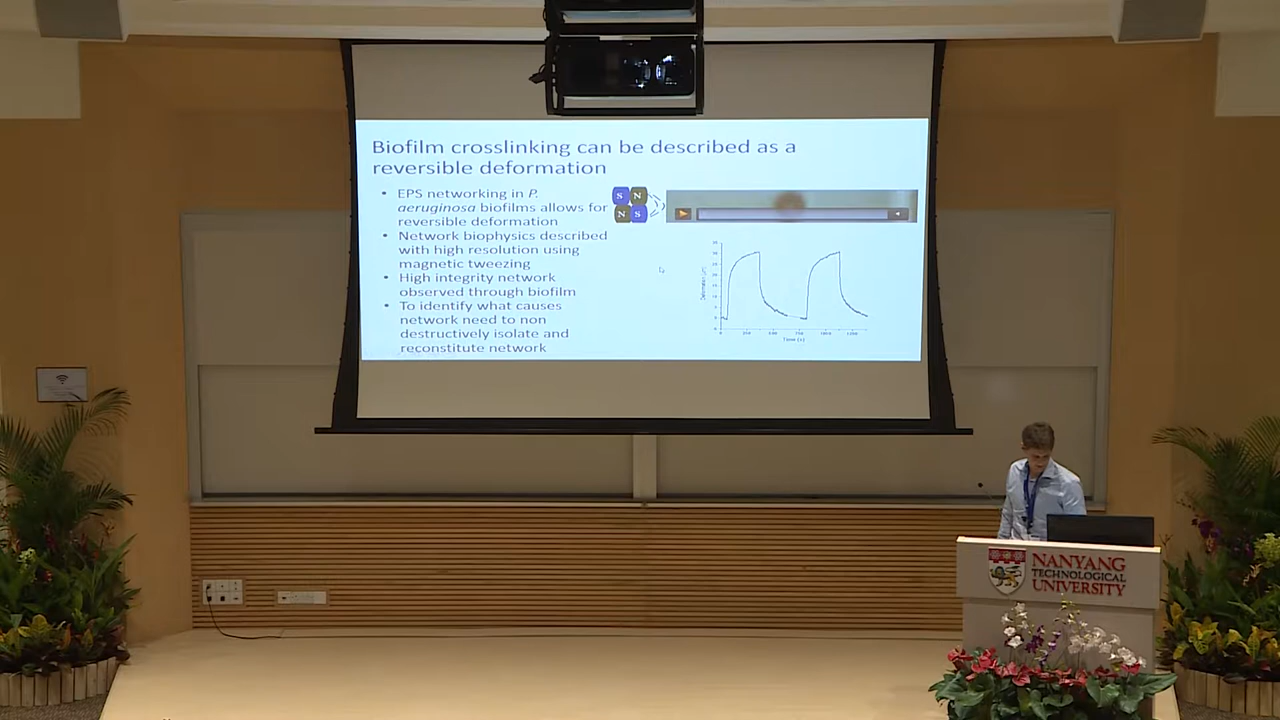 Biofilm crosslinking can be described as a
reversible deformation
• EPS networking in P.
aeruginosa biofilms allows for
reversible deformation
• Network biophysics described
with high resolution using
magnetic tweezing
• High integrity network
observed through biofilm
• To identify what causes
network need to non
destructively isolate and
reconstitute network
S N
N S
Time (s)
NANYANG
TECHNOLOGICAL
UNIVERSITY